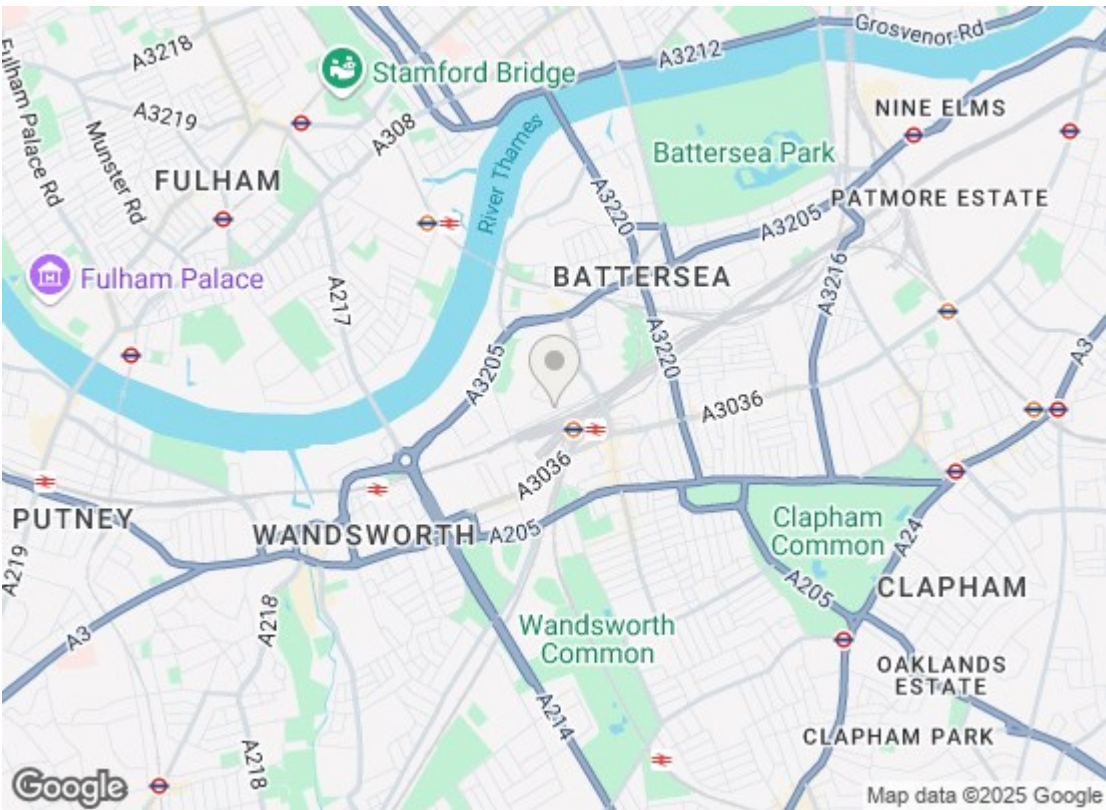 A3218
Stamford Bridge
A3212
Grosvenor Rd
Fulham Palace Rd
A3219
Munster Rd
A308
NINE ELMS
River Thames
Battersea Park
FULHAM
A3220
PATMORE ESTATE
A3205
Fulham Palace
A217
BATTERSEA
A3216
A3205
A3220
A3
A3036
A3036
PUTNEY
WANDSWORTH
A205
Clapham
Common
A24
A219
A205
CLAPHAM
A218
A3
Wandsworth
Common
OAKLANDS
ESTATE
A214
A218
CLAPHAM PARK
Google
Map data ©2025 Google